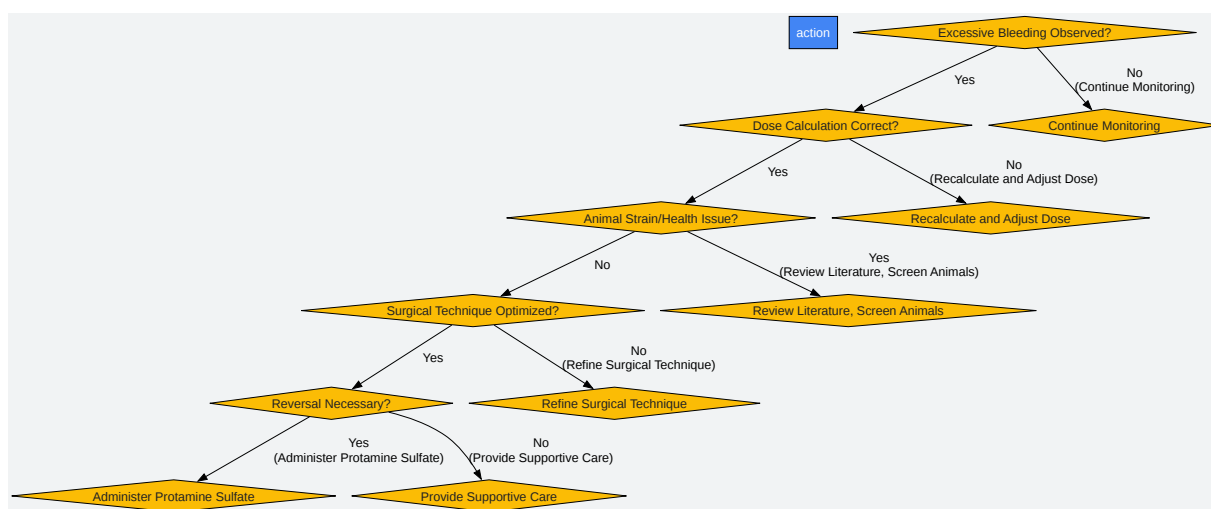 action
Excessive Bleeding Observed?
Yes
No
(Continue Monitoring)
Dose Calculation Correct?
Continue Monitoring
Yes
No
(Recalculate and Adjust Dose)
Animal Strain/Health Issue?
Recalculate and Adjust Dose
No
Yes
(Review Literature, Screen Animals)
Surgical Technique Optimized?
Review Literature, Screen Animals
Yes
No
(Refine Surgical Technique)
Reversal Necessary?
Refine Surgical Technique
Yes
(Administer Protamine Sulfate)
No
(Provide Supportive Care)
Administer Protamine Sulfate
Provide Supportive Care